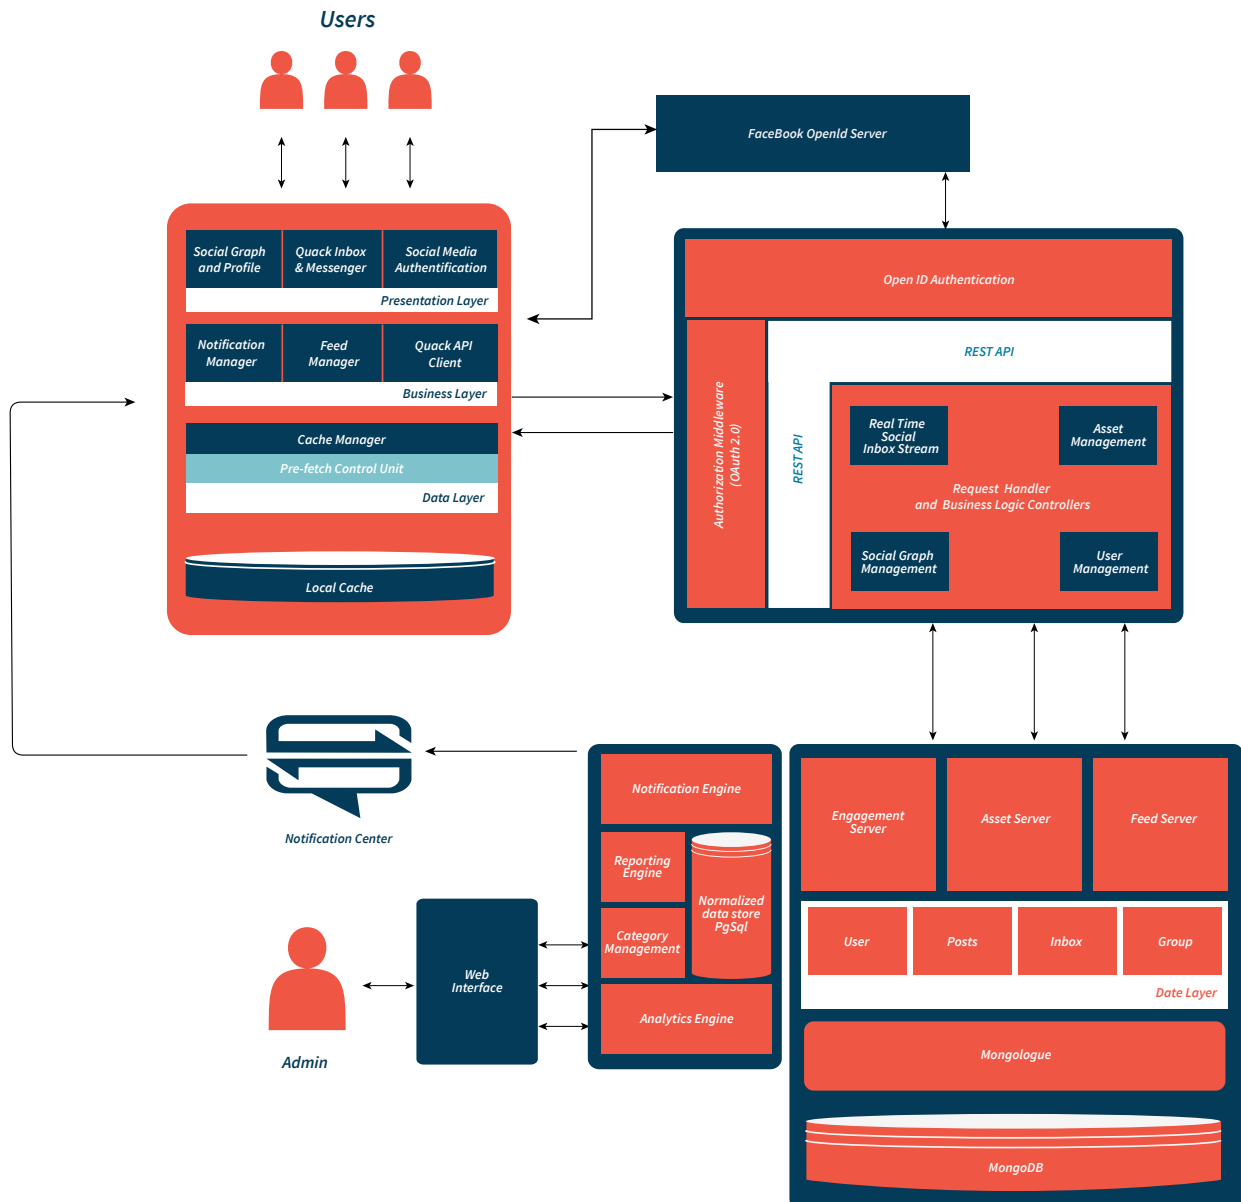 Users
FaceBook OpenId Server
Social Graph
and Profile
Quack Inbox
& Messenger
Social Media
Authentification
Presentation Layer
Notification
Manager
Feed
Manager
Quack API
Client
Business Layer
Cache Manager
Pre-fetch Control Unit
Data Layer
Local Cache
Open ID Authentication
Authorization Middleware
(OAuth 2.0)
REST API
REST API
Real Time
Social
Inbox Stream
Asset
Management
Request Handler
and Business Logic Controllers
Social Graph
Management
User
Management
Notification Center
Notification Engine
Reporting
Engine
Normalized
data store
PgSql
Category
Management
Analytics Engine
Web
Interface
Admin
Engagement
Server
Asset Server
Feed Server
User
Posts
Inbox
Group
Date Layer
Mongologue
MongoDB